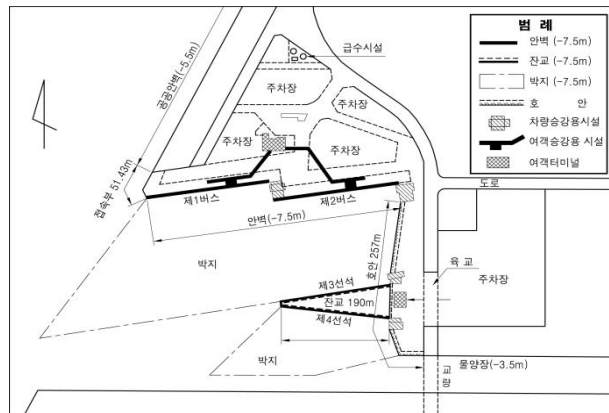 범 례
안벽 (-7.5m)
잔교 (-7.5m)
박지 (-7.5m)
호 안
차량승강용시설
여객승강용 시설
여객터미널
급수시설
공공안벽(-5.5m)
주차장
주차장
주차장
주차장
접속부 51.43m
제1버스
제2버스
안벽(-7.5m)
도로
호안 257m
육 교
주차장
박지
제3선석
잔교 190m
제4선석
박지
물양장(-3.5m)
교 량